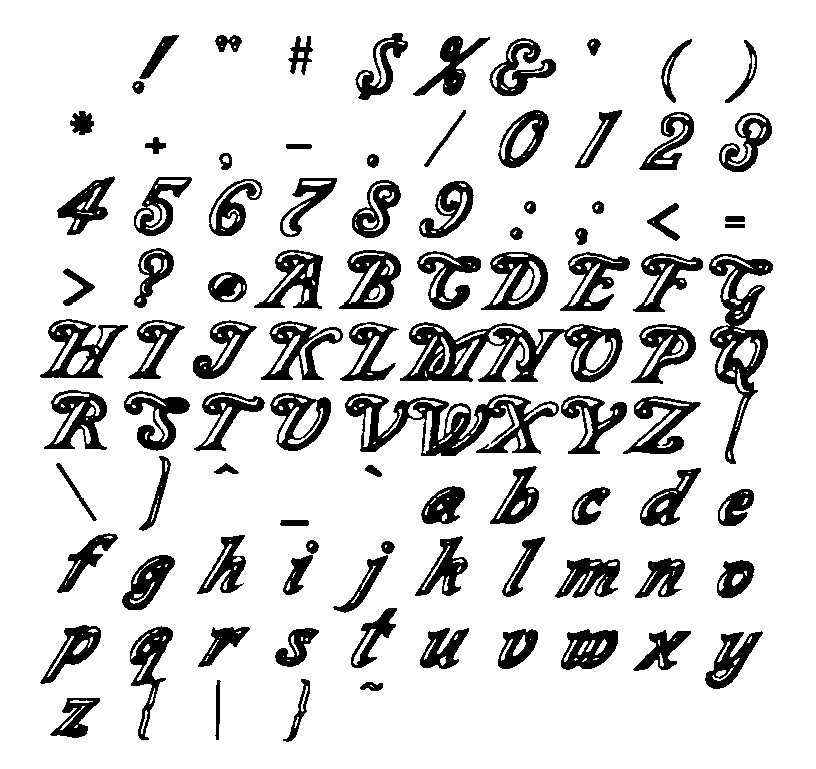 ! " # $ % & ' ( )
* + , - . / 0 1 2 3
4 5 6 7 8 9 : ; < =
> ? @ A B C D E F G
H I J K L M N O P Q
R S T U V W X Y Z [
\ ] ^ _ ` a b c d e
f g h i j k l m n o
p q r s t u v w x y
z { | } ~